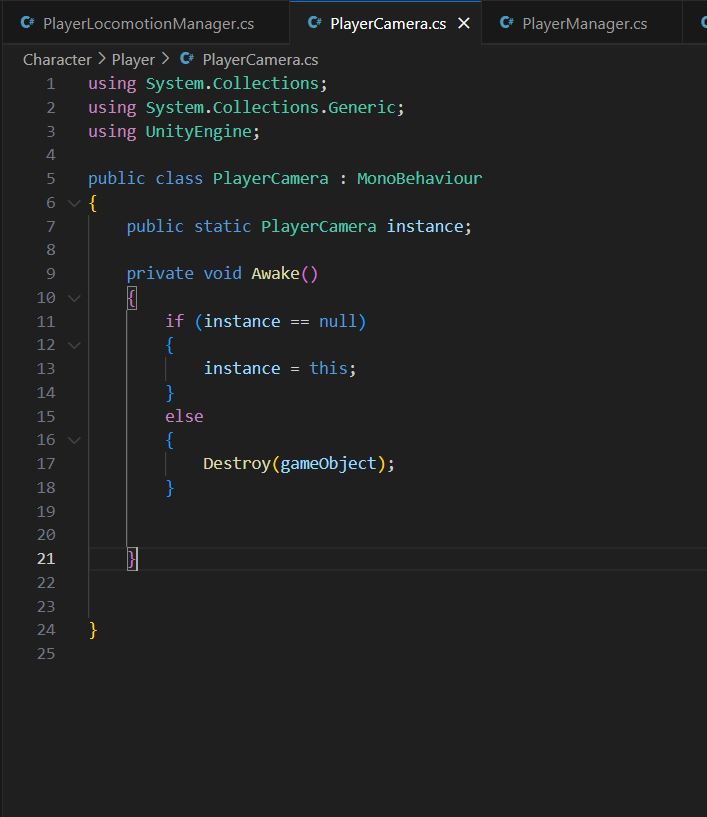 PlayerLocomotionManager.cs PlayerCamera.cs PlayerManager.cs
Character > Player > PlayerCamera.cs
1 using System.Collections;
2 using System.Collections.Generic;
3 using UnityEngine;
4
5 public class PlayerCamera : MonoBehaviour
6 {
7     public static PlayerCamera instance;
8
9     private void Awake()
10     {
11         if (instance == null)
12         {
13             instance = this;
14         }
15         else
16         {
17             Destroy(gameObject);
18         }
19
20
21     }
22
23
24 }
25